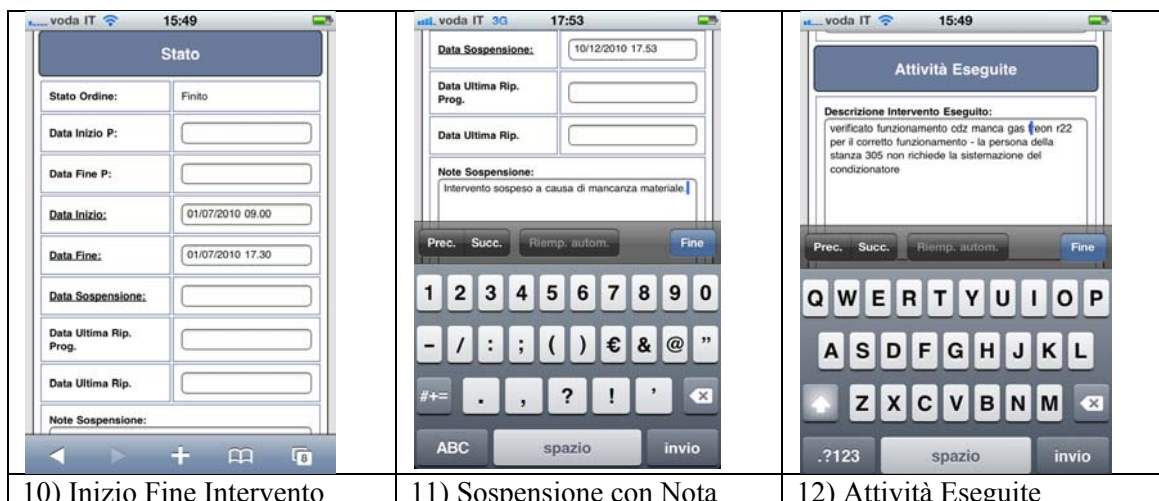 voda IT 15:49
Stato
Stato Ordine: Finito
Data Inizio P:
Data Fine P:
Data Inizio: 01/07/2010 09.00
Data Fine: 01/07/2010 17.30
Data Sospensione:
Data Ultima Rip.
Prog.
Data Ultima Rip.
Note Sospensione:
8
10) Inizio Fine Intervento
voda IT 3G 17:53
Data Sospensione: 10/12/2010 17.53
Data Ultima Rip.
Prog.
Data Ultima Rip.
Note Sospensione:
Intervento sospeso a causa di mancanza materiale.
Prec. Succ. Riemp. autom. Fine
1 2 3 4 5 6 7 8 9 0
- / : ; ( ) € & @ "
#+= . , ? ! '
ABC spazio invio
11) Sospensione con Nota
voda IT 15:49
Attività Eseguite
Descrizione Intervento Eseguito:
verificato funzionamento cdz manca gas freon r22
per il corretto funzionamento - la persona della
stanza 305 non richiede la sistemazione del
condizionatore
Prec. Succ. Riemp. autom. Fine
Q W E R T Y U I O P
A S D F G H J K L
Z X C V B N M
.?123 spazio invio
12) Attività Eseguite